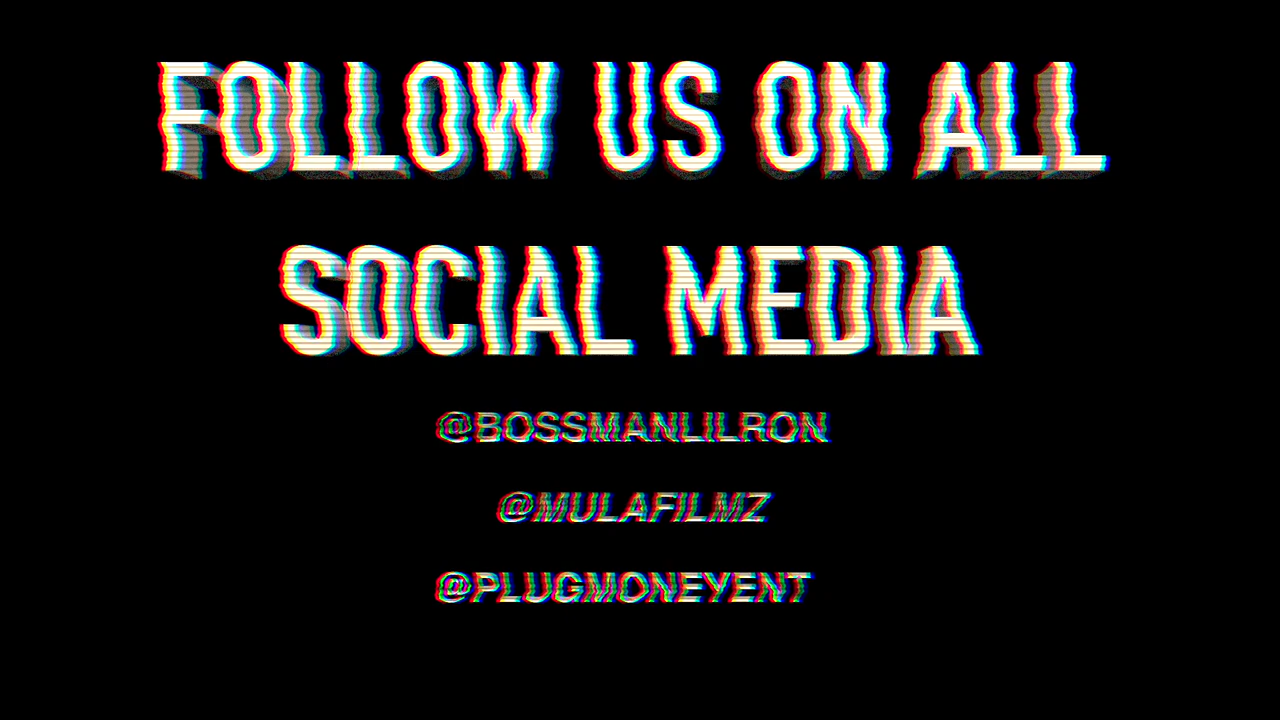 FOLLOW US ON ALL
SOCIAL MEDIA
@BOSSMANLILRON
@MULAFILMZ
@PLUGMONEYENT